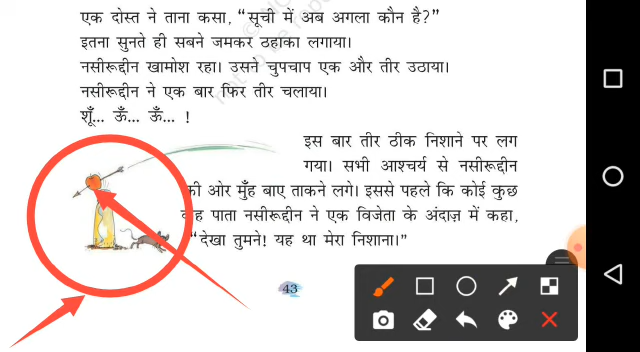 एक दोस्त ने ताना कसा, “सूची में अब अगला कौन है?”
इतना सुनते ही सबने जमकर ठहाका लगाया।
नसीरूद्दीन खामोश रहा। उसने चुपचाप एक और तीर उठाया।
नसीरूद्दीन ने एक बार फिर तीर चलाया।
शूँ... ऊँ... ऊँ... !
इस बार तीर ठीक निशाने पर लग
गया। सभी आश्चर्य से नसीरूद्दीन
की ओर मुँह बाए ताकने लगे। इससे पहले कि कोई कुछ
पाता नसीरूद्दीन ने एक विजेता के अंदाज़ में कहा,
“देखा तुमने! यह था मेरा निशाना।”
43